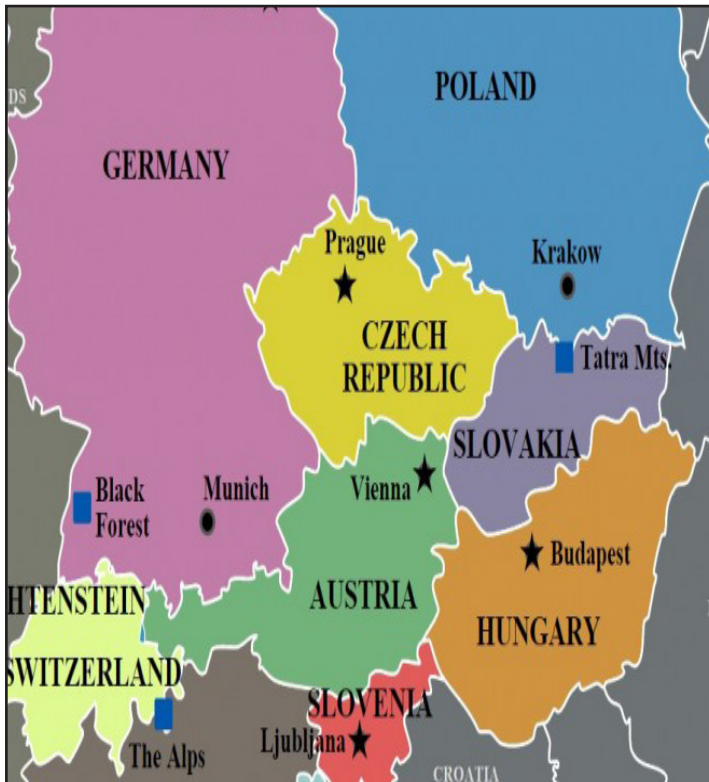 POLAND
DS
GERMANY
Prague
Krakow
CZECH
REPUBLIC
Tatra Mts.
SLOVAKIA
Black
Forest
Munich
Vienna
Budapest
HTENSTEIN
AUSTRIA
HUNGARY
SWITZERLAND
SLOVENIA
The Alps
Ljubljana
CROATIA